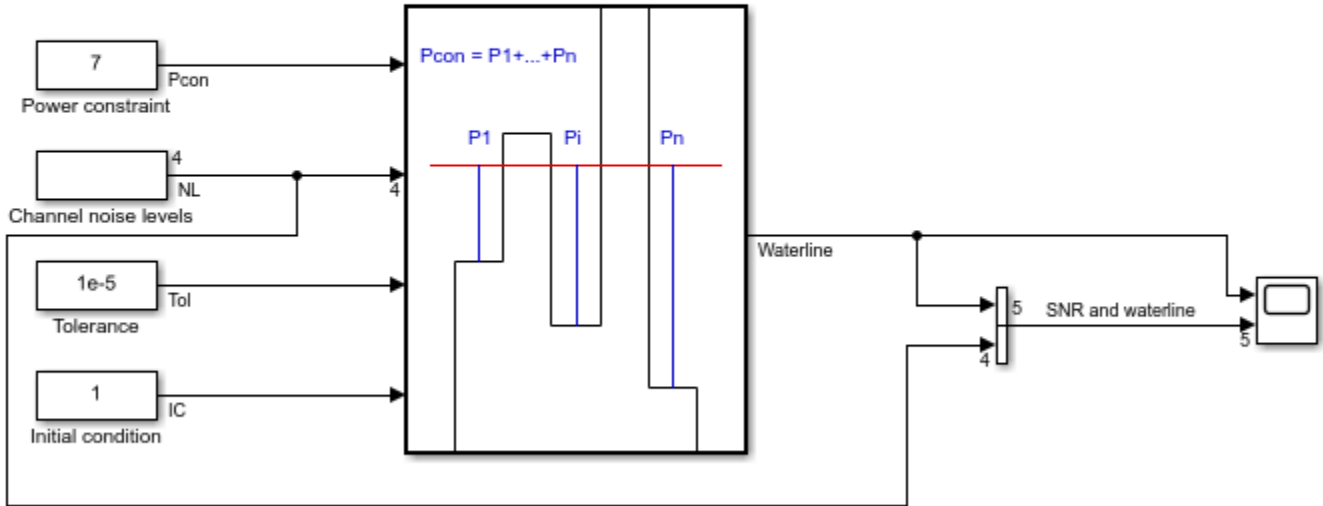 7
Pcon
Power constraint
4
NL
4
Channel noise levels
1e-5
Tol
Tolerance
1
IC
Initial condition
Pcon = P1+...+Pn
P1
Pi
Pn
Waterline
5
4
SNR and waterline
5